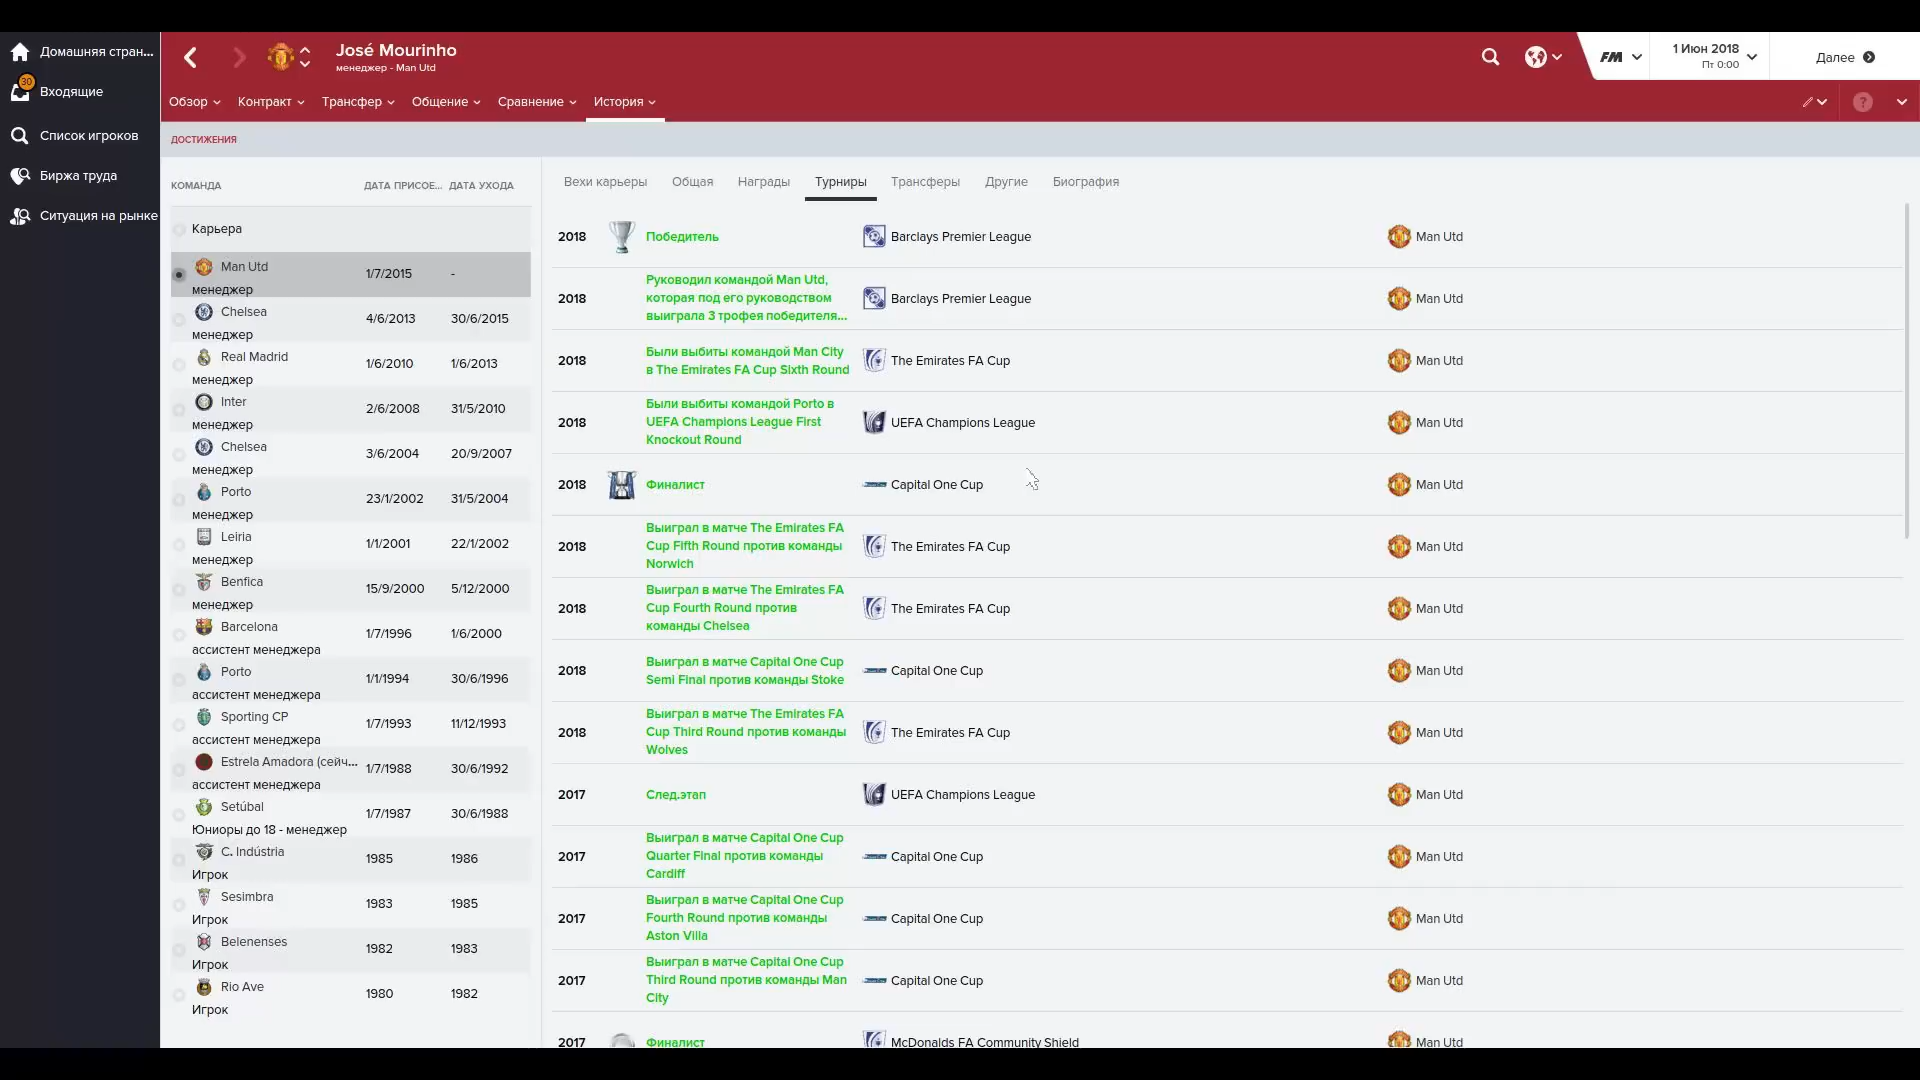 Домашняя стран...
30
Входящие
Список игроков
Биржа труда
Ситуация на рынке
José Mourinho
менеджер - Man Utd
FM
1 Июн 2018
Пт 0:00
Далее
Обзор
Контракт
Трансфер
Общение
Сравнение
История
?
ДОСТИЖЕНИЯ
КОМАНДА ДАТА ПРИСОЕ... ДАТА УХОДА
Карьера
Man Utd 1/7/2015 -
менеджер
Chelsea 4/6/2013 30/6/2015
менеджер
Real Madrid 1/6/2010 1/6/2013
менеджер
Inter 2/6/2008 31/5/2010
менеджер
Chelsea 3/6/2004 20/9/2007
менеджер
Porto 23/1/2002 31/5/2004
менеджер
Leiria 1/1/2001 22/1/2002
менеджер
Benfica 15/9/2000 5/12/2000
менеджер
Barcelona 1/7/1996 1/6/2000
ассистент менеджера
Porto 1/1/1994 30/6/1996
ассистент менеджера
Sporting CP 1/7/1993 11/12/1993
ассистент менеджера
Estrela Amadora (сейч... 1/7/1988 30/6/1992
ассистент менеджера
Setúbal 1/7/1987 30/6/1988
Юниоры до 18 - менеджер
C. Indústria 1985 1986
Игрок
Sesimbra 1983 1985
Игрок
Belenenses 1982 1983
Игрок
Rio Ave 1980 1982
Игрок
Вехи карьеры Общая Награды Турниры Трансферы Другие Биография
2018 Победитель Barclays Premier League Man Utd
Руководил командой Man Utd,
2018 которая под его руководством Barclays Premier League Man Utd
выиграла 3 трофея победителя...
Были выбиты командой Man City
2018 в The Emirates FA Cup Sixth Round The Emirates FA Cup Man Utd
Были выбиты командой Porto в
2018 UEFA Champions League First UEFA Champions League Man Utd
Knockout Round
2018 Финалист Capital One Cup Man Utd
Выиграл в матче The Emirates FA
2018 Cup Fifth Round против команды The Emirates FA Cup Man Utd
Norwich
Выиграл в матче The Emirates FA
2018 Cup Fourth Round против The Emirates FA Cup Man Utd
команды Chelsea
Выиграл в матче Capital One Cup
2018 Semi Final против команды Stoke Capital One Cup Man Utd
Выиграл в матче The Emirates FA
2018 Cup Third Round против команды The Emirates FA Cup Man Utd
Wolves
2017 След.этап UEFA Champions League Man Utd
Выиграл в матче Capital One Cup
2017 Quarter Final против команды Capital One Cup Man Utd
Cardiff
Выиграл в матче Capital One Cup
2017 Fourth Round против команды Capital One Cup Man Utd
Aston Villa
Выиграл в матче Capital One Cup
2017 Third Round против команды Man Capital One Cup Man Utd
City
2017 Финалист McDonalds FA Community Shield Man Utd